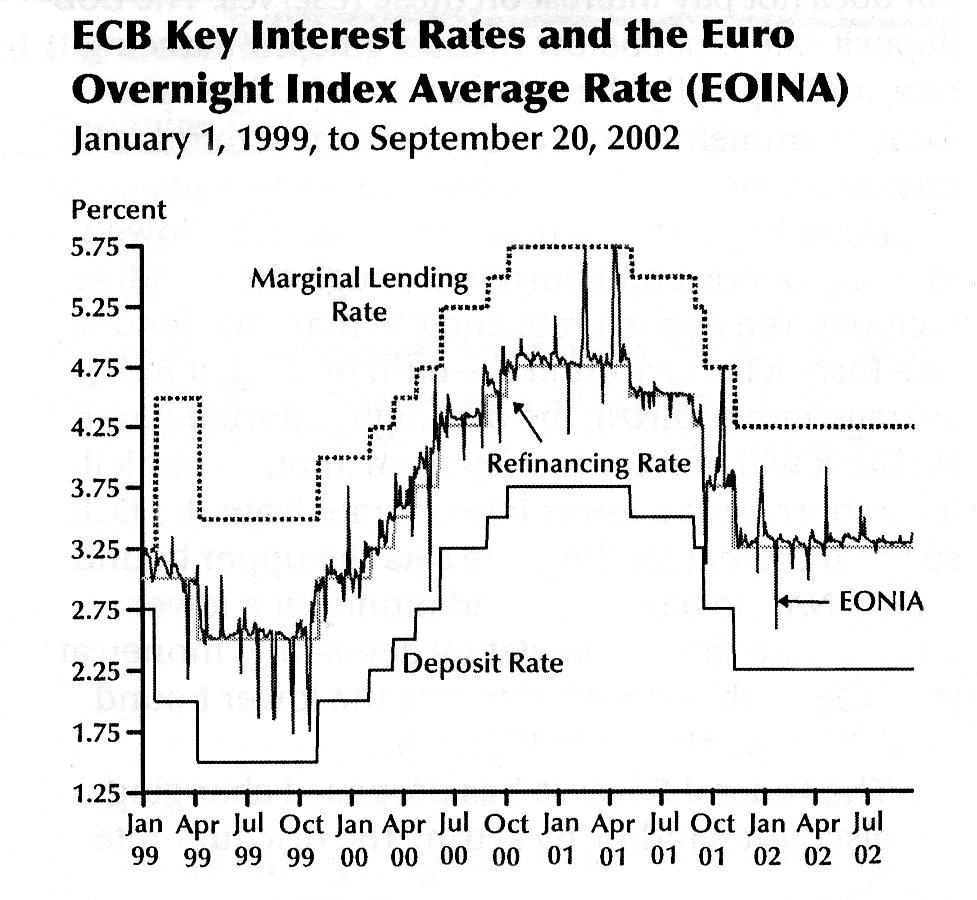 ECB Key Interest Rates and the Euro
Overnight Index Average Rate (EOINA)
January 1, 1999, to September 20, 2002
Percent
5.75
Marginal Lending
Rate
5.25
4.75
4.25
Refinancing Rate
3.75
3.25
2.75
EONIA
Deposit Rate
2.25
1.75
1.25
Jan Apr Jul Oct Jan Apr Jul Oct Jan Apr Jul Oct Jan Apr Jul
99 99 99 99 00 00 00 00 01 01 01 01 02 02 02